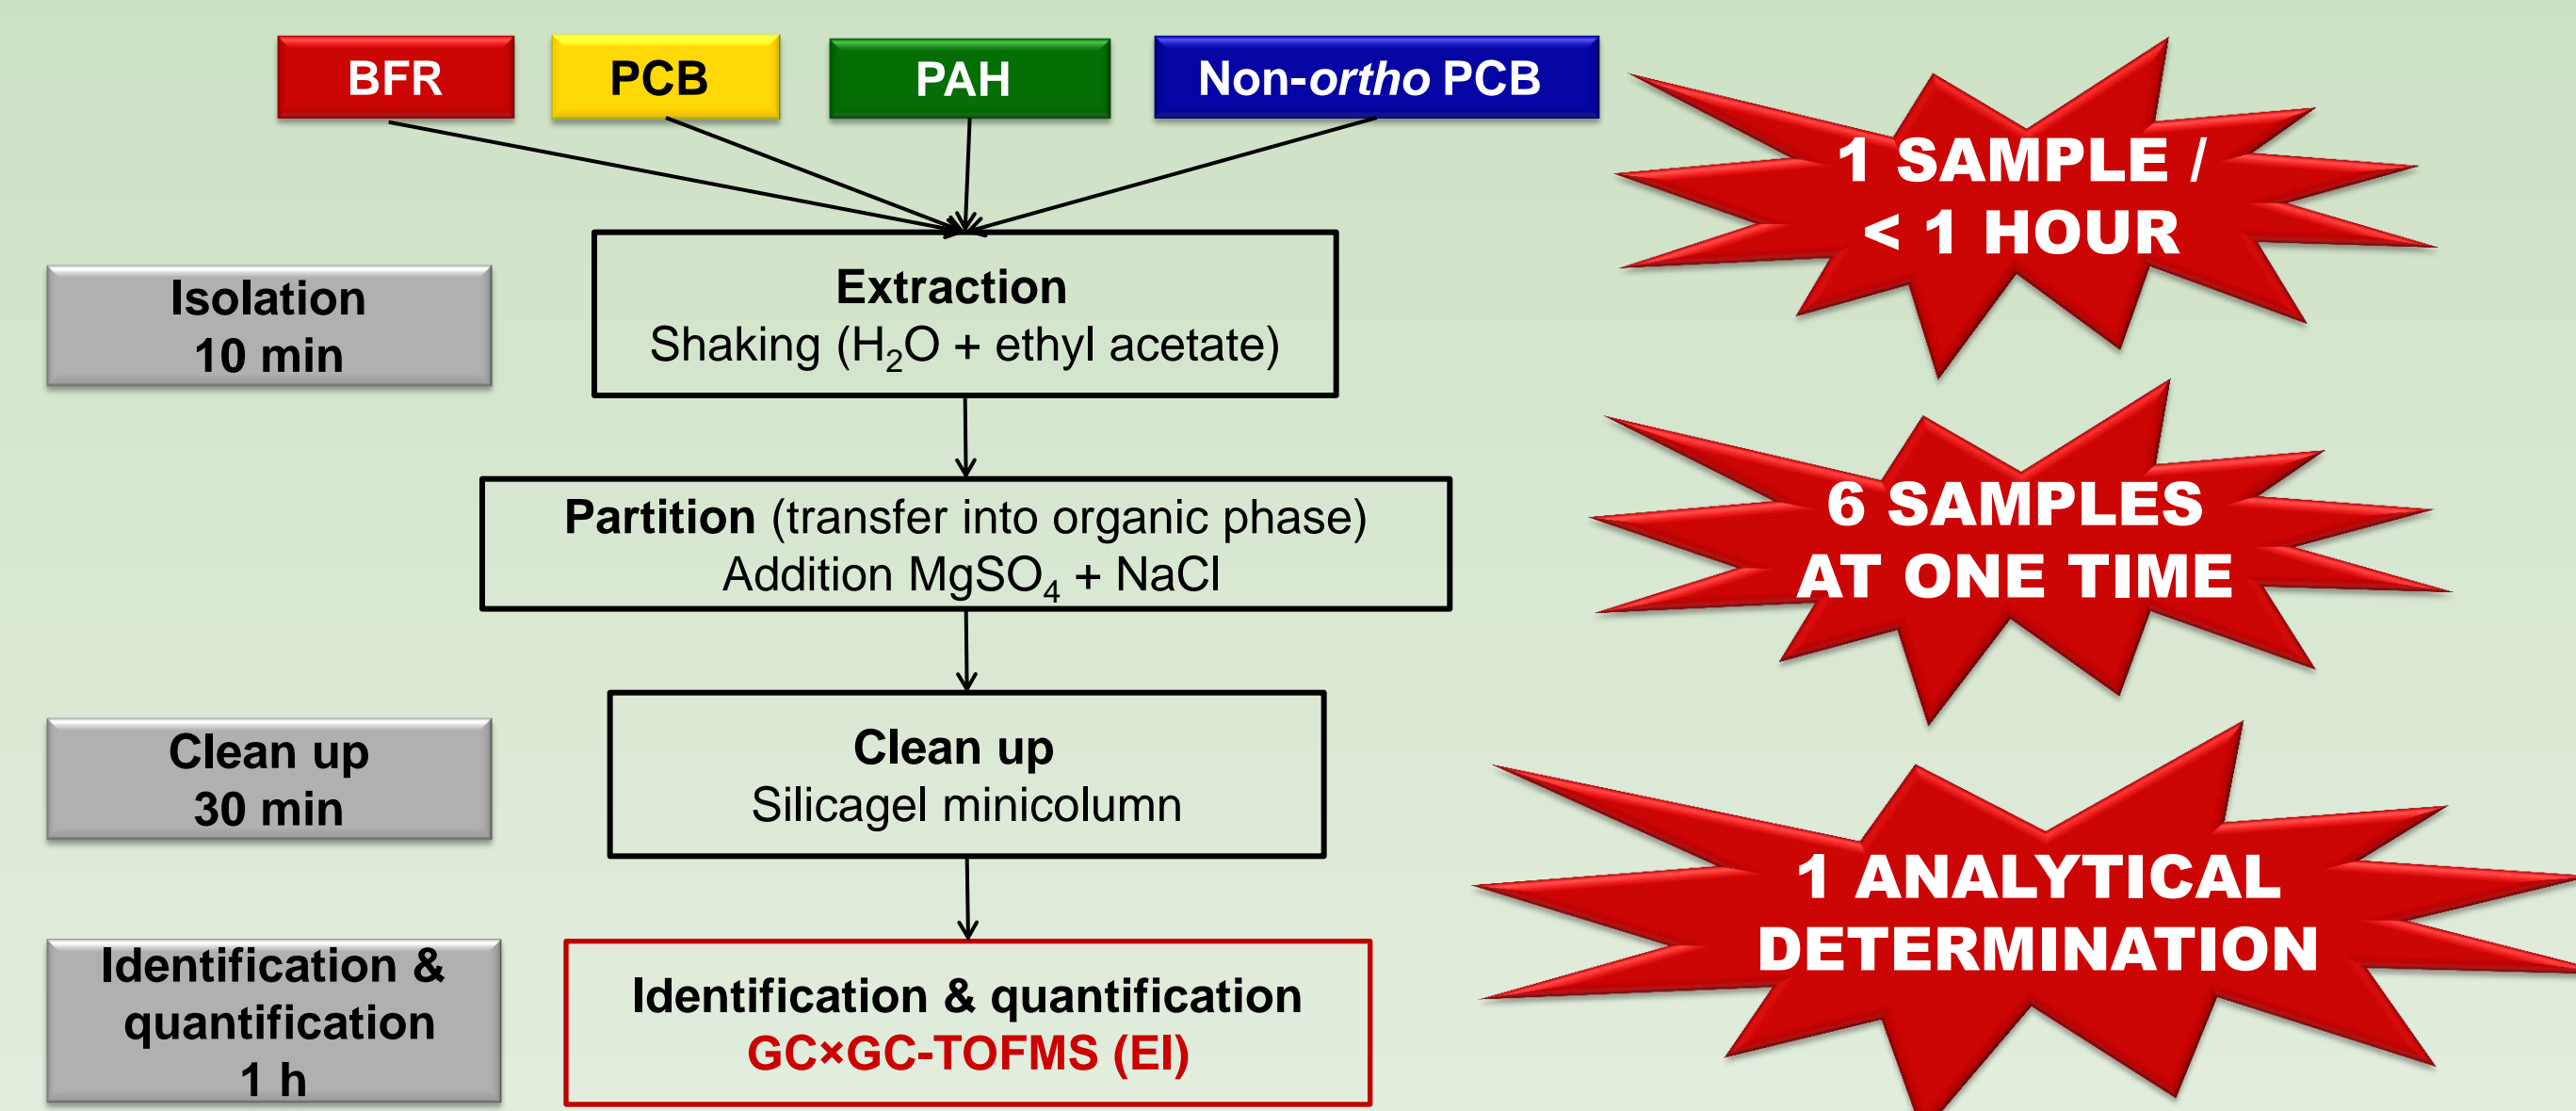 BFR
PCB
PAH
Non-ortho PCB
1 SAMPLE /
< 1 HOUR
Isolation
10 min
Extraction
Shaking (H₂O + ethyl acetate)
Partition (transfer into organic phase)
Addition MgSO₄ + NaCl
6 SAMPLES
AT ONE TIME
Clean up
30 min
Clean up
Silicagel minicolumn
1 ANALYTICAL
DETERMINATION
Identification &
quantification
1 h
Identification & quantification
GC×GC-TOFMS (EI)